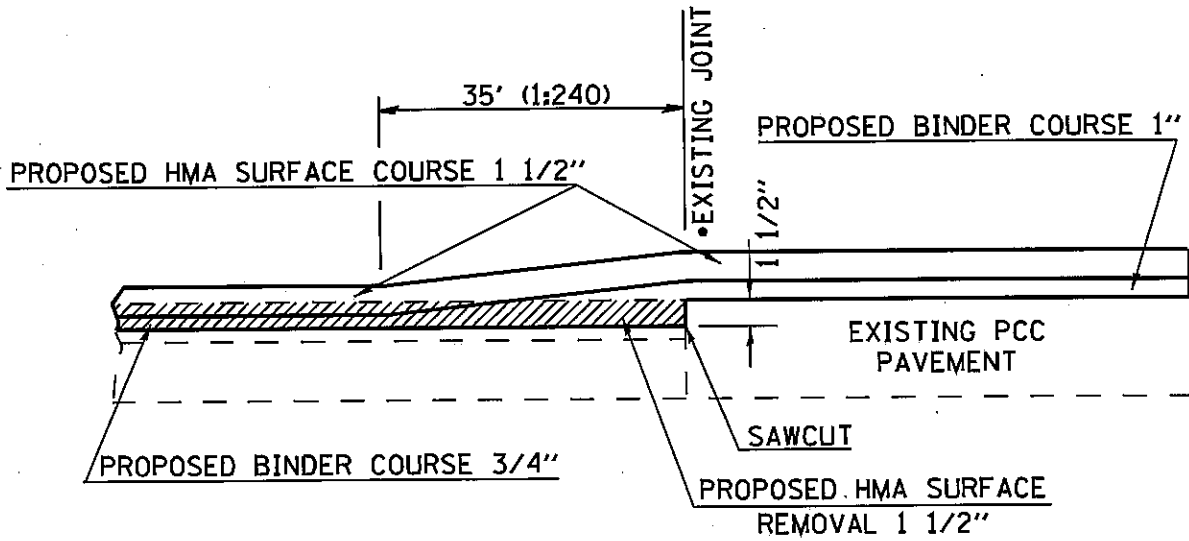 35' (1:240)
•EXISTING JOINT
PROPOSED BINDER COURSE 1"
PROPOSED HMA SURFACE COURSE 1 1/2"
1 1/2"
EXISTING PCC
PAVEMENT
SAWCUT
PROPOSED BINDER COURSE 3/4"
PROPOSED HMA SURFACE
REMOVAL 1 1/2"